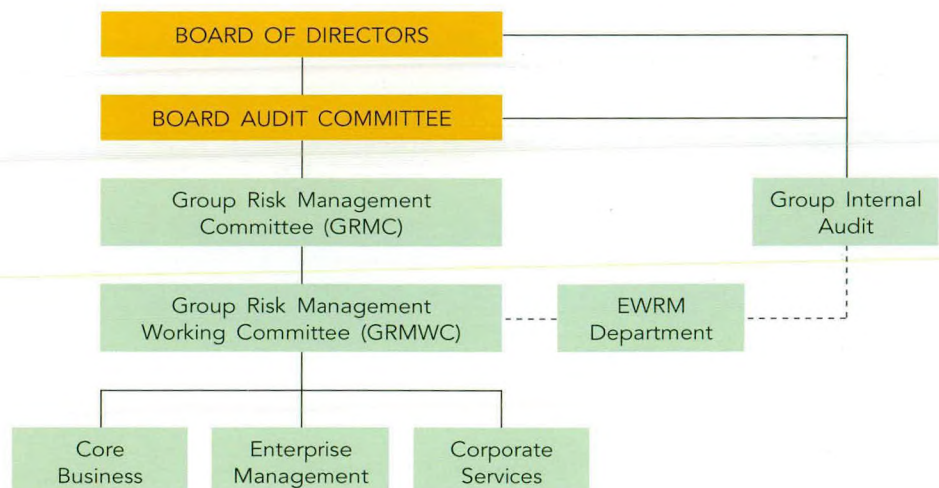 BOARD OF DIRECTORS
BOARD AUDIT COMMITTEE
Group Risk Management
Committee (GRMC)
Group Internal
Audit
Group Risk Management
Working Committee (GRMWC)
EWRM
Department
Core
Business
Enterprise
Management
Corporate
Services